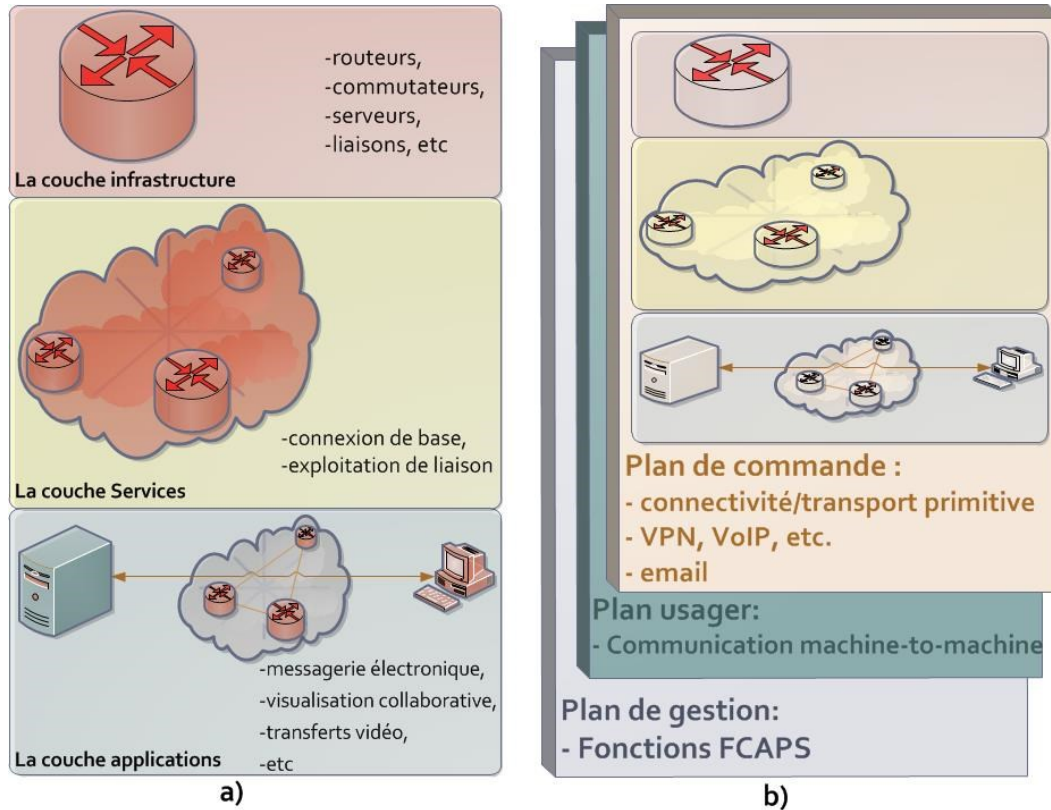 -routeurs,
-commutateurs,
-serveurs,
-liaisons, etc
La couche infrastructure
-connexion de base,
-exploitation de liaison
La couche Services
-messagerie électronique,
-visualisation collaborative,
-transferts vidéo,
-etc
La couche applications
a)
Plan de commande :
- connectivité/transport primitive
- VPN, VoIP, etc.
- email
Plan usager:
- Communication machine-to-machine
Plan de gestion:
- Fonctions FCAPS
b)